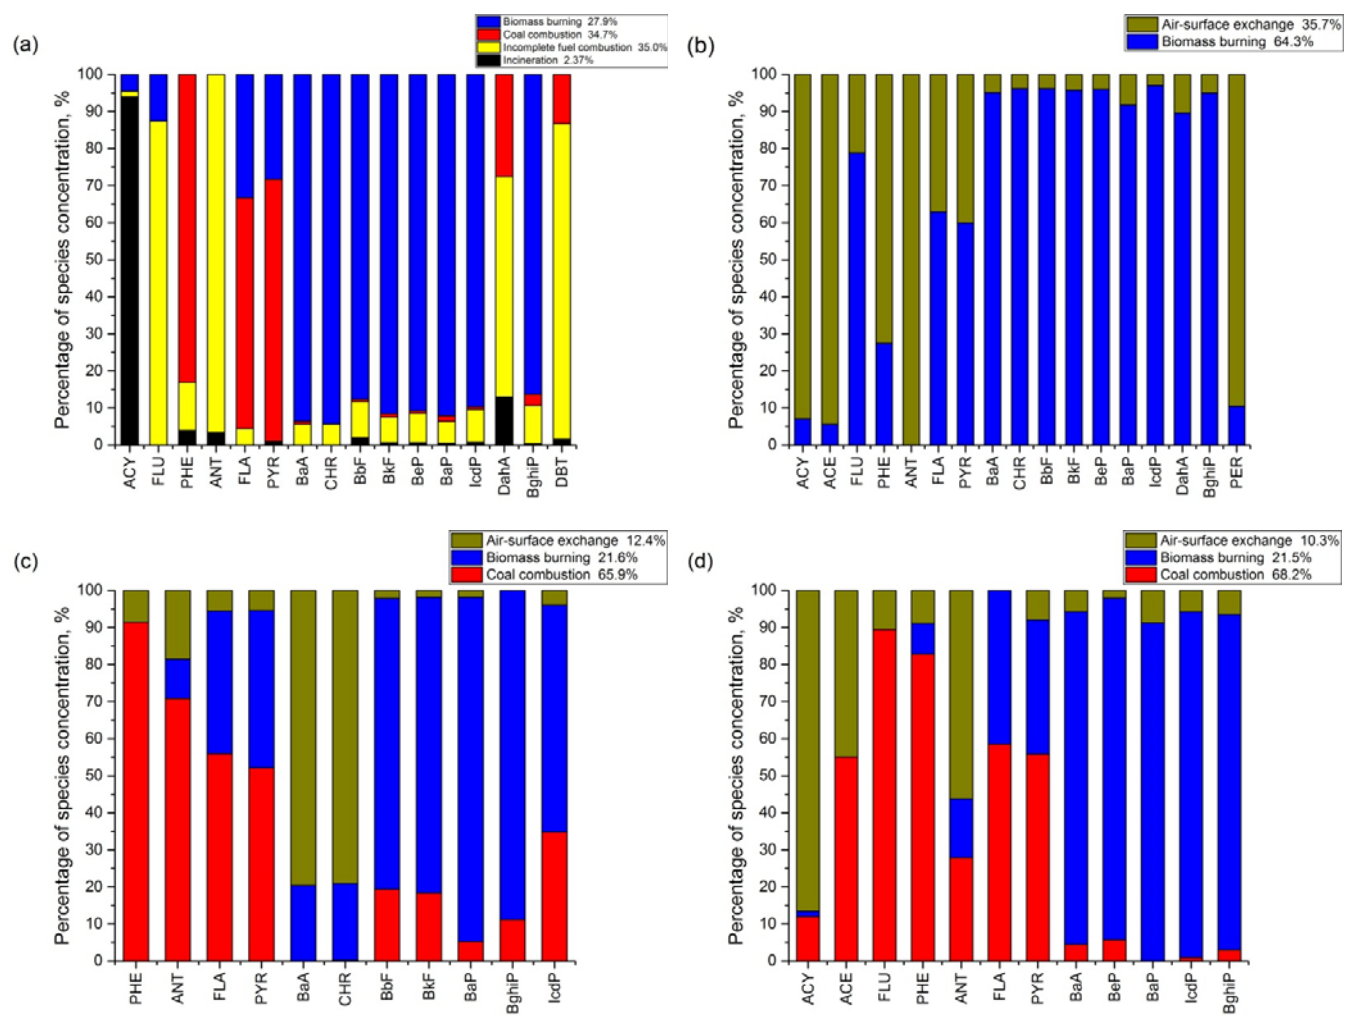 (a)
Biomass burning 27.9%
Coal combustion 34.7%
Incomplete fuel combustion 35.0%
Incineration 2.37%
Percentage of species concentration, %
100
90
80
70
60
50
40
30
20
10
0
ACY
FLU
PHE
ANT
FLA
PYR
BaA
CHR
BbF
BkF
BeP
BaP
IcdP
DahA
BghiP
DBT
(b)
Air-surface exchange 35.7%
Biomass burning 64.3%
Percentage of species concentration, %
100
90
80
70
60
50
40
30
20
10
0
ACY
ACE
FLU
PHE
ANT
FLA
PYR
BaA
CHR
BbF
BkF
BeP
BaP
IcdP
DahA
BghiP
PER
(c)
Air-surface exchange 12.4%
Biomass burning 21.6%
Coal combustion 65.9%
Percentage of species concentration, %
100
90
80
70
60
50
40
30
20
10
0
PHE
ANT
FLA
PYR
BaA
CHR
BbF
BkF
BaP
BghiP
IcdP
(d)
Air-surface exchange 10.3%
Biomass burning 21.5%
Coal combustion 68.2%
Percentage of species concentration, %
100
90
80
70
60
50
40
30
20
10
0
ACY
ACE
FLU
PHE
ANT
FLA
PYR
BaA
BeP
BaP
IcdP
BghiP